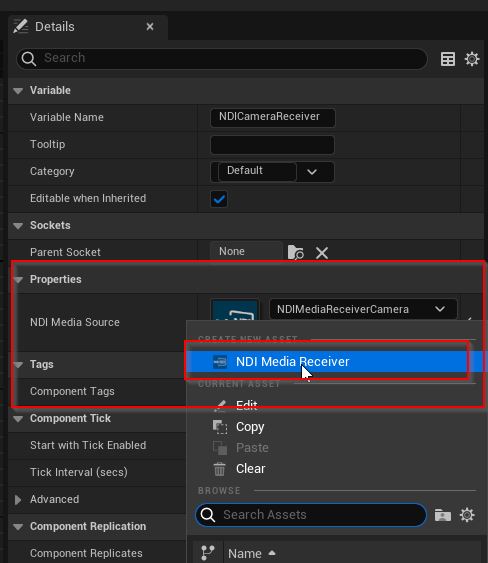 Details
Search
Variable
Variable Name NDICameraReceiver
Tooltip
Category Default
Editable when Inherited
Sockets
Parent Socket None
Properties
NDI Media Source NDIMediaReceiverCamera
CREATE NEW ASSET
NDI Media Receiver
Tags
CURRENT ASSET
Component Tags
Edit
Component Tick
Copy
Start with Tick Enabled
Paste
Tick Interval (secs)
Clear
Advanced
BROWSE
Component Replication
Search Assets
Component Replicates
Name